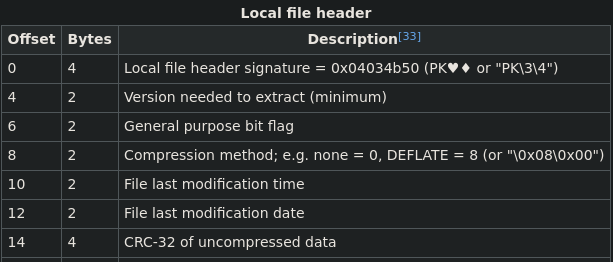 Local file header
Offset Bytes Description[33]
0 4 Local file header signature = 0x04034b50 (PK♥♦ or "PK\3\4")
4 2 Version needed to extract (minimum)
6 2 General purpose bit flag
8 2 Compression method; e.g. none = 0, DEFLATE = 8 (or "\0x08\0x00")
10 2 File last modification time
12 2 File last modification date
14 4 CRC-32 of uncompressed data